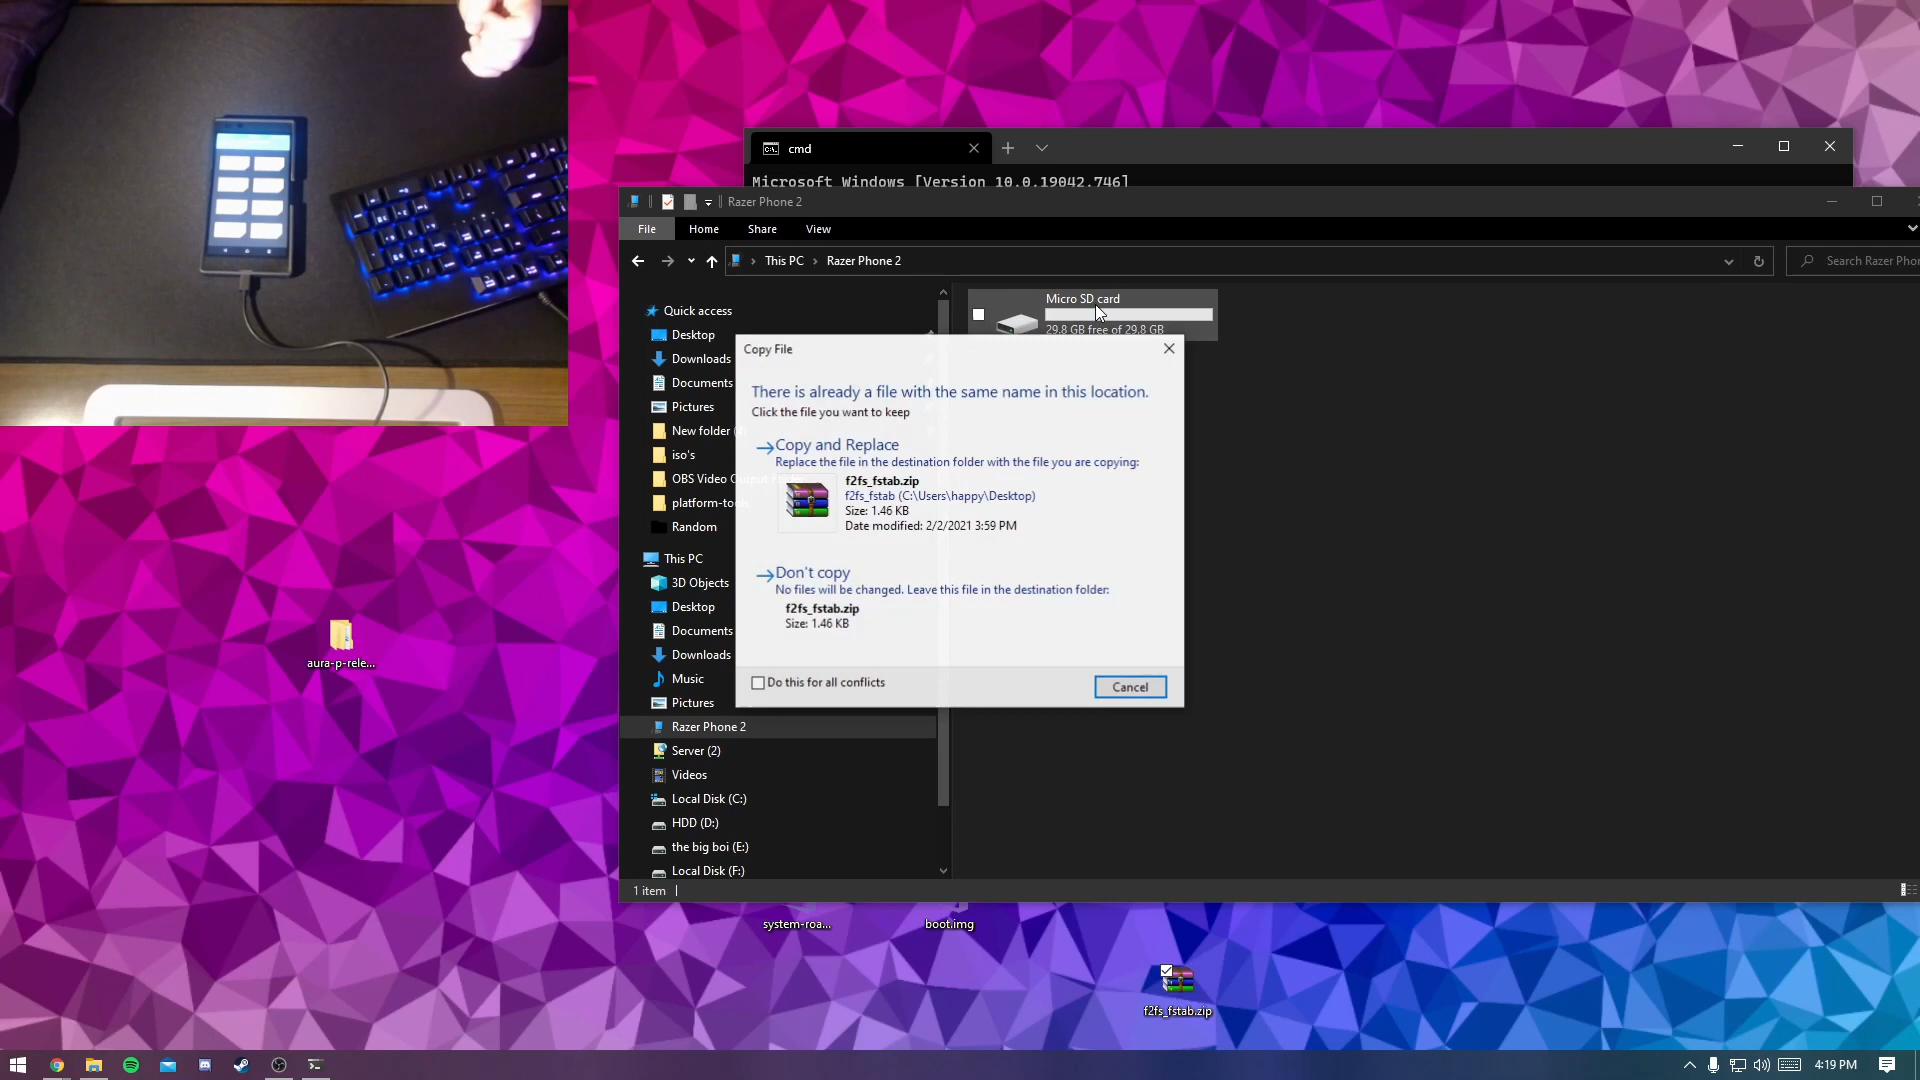 cmd
Microsoft Windows [Version 10.0.19042.746]
Razer Phone 2
File
Home
Share
View
This PC
Razer Phone 2
Search Razer Phon
Quick access
Desktop
Downloads
Documents
Pictures
New folder (
iso's
OBS Video Output
platform-tools
Random
This PC
3D Objects
Desktop
Documents
Downloads
Music
Pictures
Razer Phone 2
Server (2)
Videos
Local Disk (C:)
HDD (D:)
the big boi (E:)
Local Disk (F:)
1 item
Micro SD card
29.8 GB free of 29.8 GB
Copy File
There is already a file with the same name in this location.
Click the file you want to keep
Copy and Replace
Replace the file in the destination folder with the file you are copying:
f2fs_fstab.zip
f2fs_fstab (C:\Users\happy\Desktop)
Size: 1.46 KB
Date modified: 2/2/2021 3:59 PM
Don't copy
No files will be changed. Leave this file in the destination folder:
f2fs_fstab.zip
Size: 1.46 KB
Do this for all conflicts
Cancel
aura-p-rele...
system-roa...
boot.img
f2fs_fstab.zip
4:19 PM